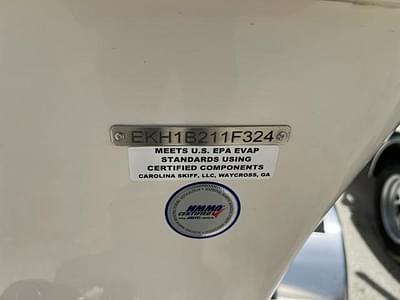 EKH1B211F324
MEETS U.S. EPA EVAP
STANDARDS USING
CERTIFIED COMPONENTS
CAROLINA SKIFF, LLC, WAYCROSS, GA
NMMA
CERTIFIED